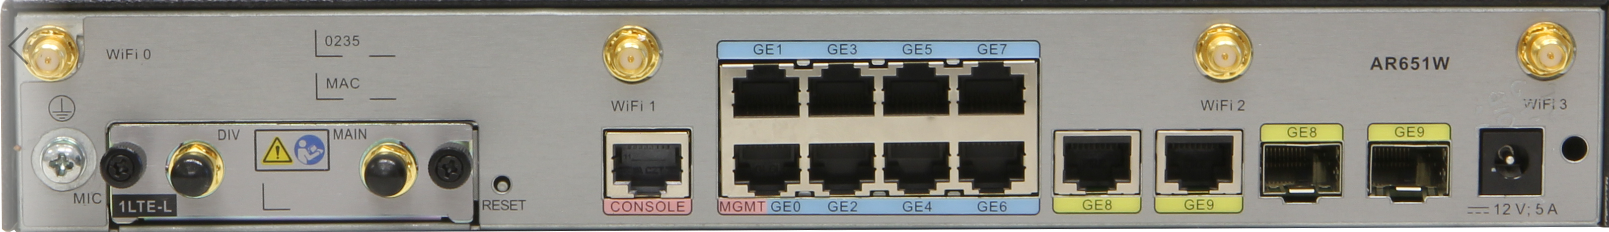 WiFi 0
0235
MAC
MIC
DIV
MAIN
1LTE-L
RESET
WiFi 1
CONSOLE
GE1 GE3 GE5 GE7
MGMT GE0 GE2 GE4 GE6
GE8
GE9
WiFi 2
GE8
GE9
AR651W
WiFi 3
12 V; 5 A